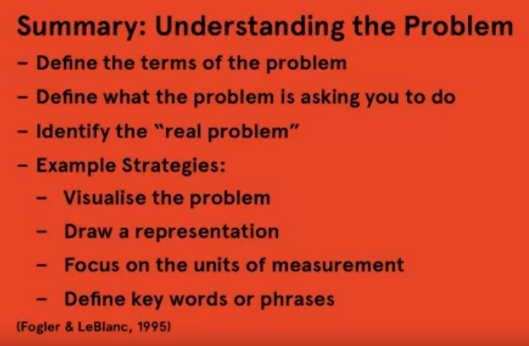 Summary: Understanding the Problem
– Define the terms of the problem
– Define what the problem is asking you to do
– Identify the “real problem”
– Example Strategies:
– Visualise the problem
– Draw a representation
– Focus on the units of measurement
– Define key words or phrases
(Fogler & LeBlanc, 1995)